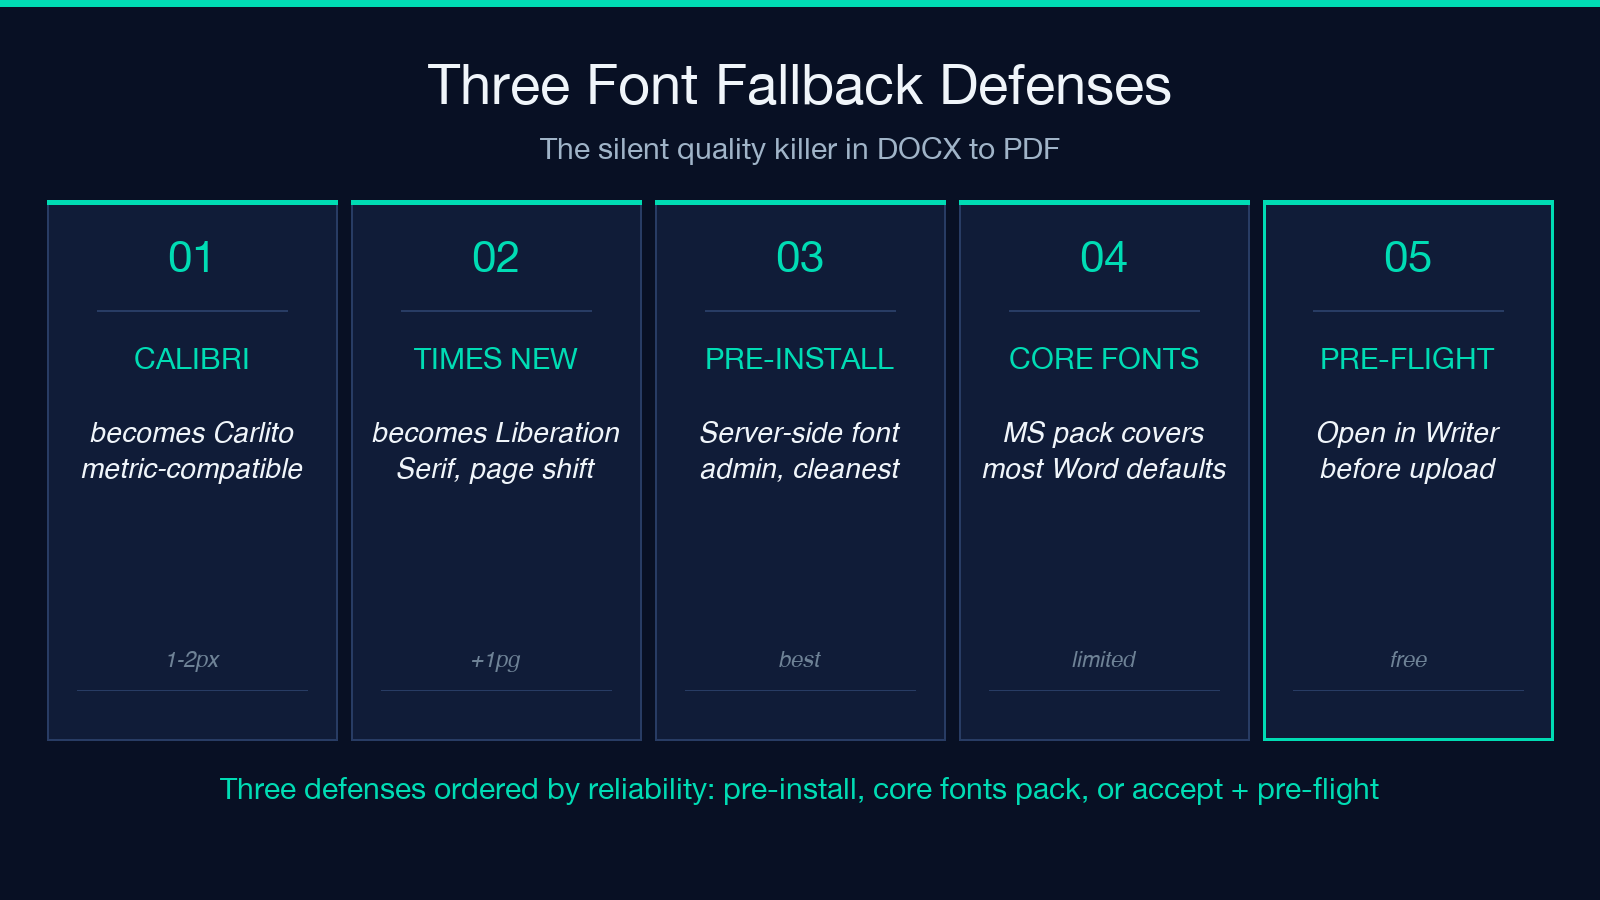 Three Font Fallback Defenses
The silent quality killer in DOCX to PDF
01
CALIBRI
becomes Carlito
metric-compatible
1-2px
02
TIMES NEW
becomes Liberation
Serif, page shift
+1pg
03
PRE-INSTALL
Server-side font
admin, cleanest
best
04
CORE FONTS
MS pack covers
most Word defaults
limited
05
PRE-FLIGHT
Open in Writer
before upload
free
Three defenses ordered by reliability: pre-install, core fonts pack, or accept + pre-flight